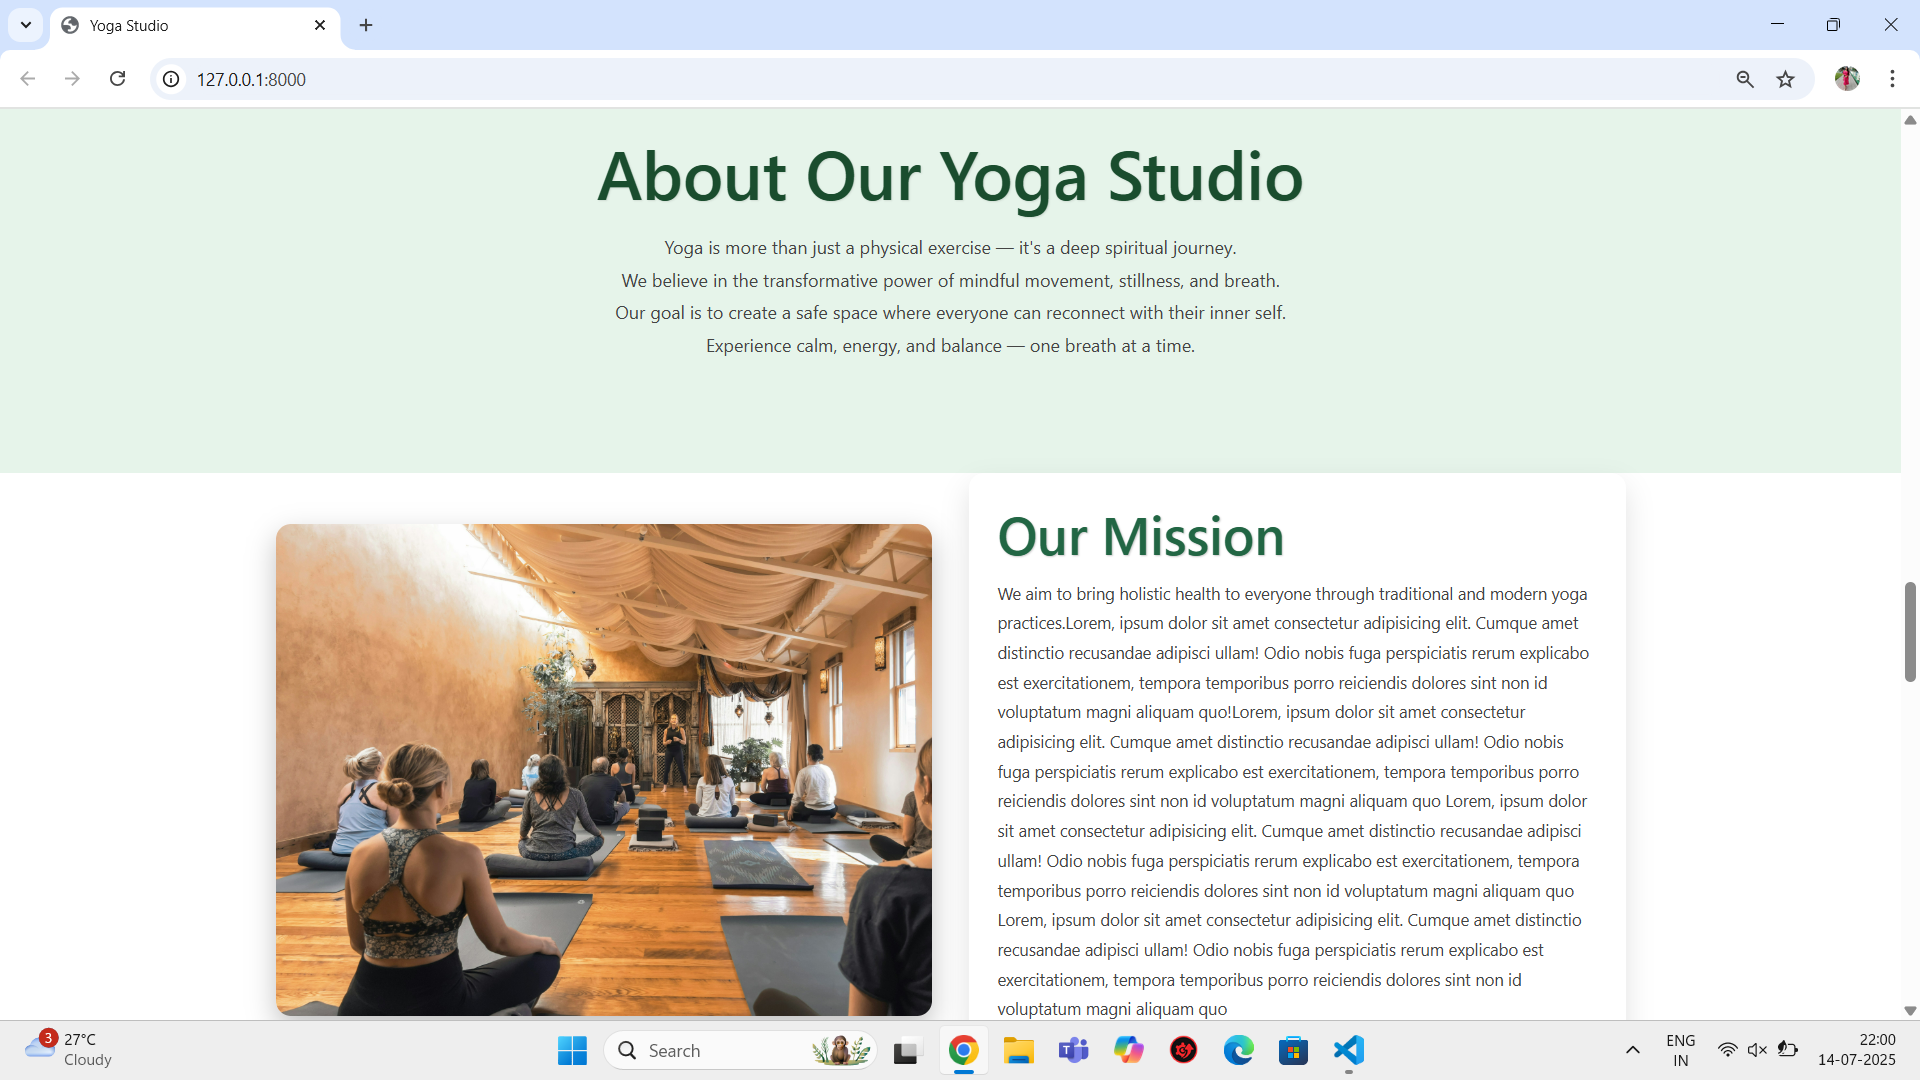 Yoga Studio
127.0.0.1:8000
About Our Yoga Studio
Yoga is more than just a physical exercise — it's a deep spiritual journey.
We believe in the transformative power of mindful movement, stillness, and breath.
Our goal is to create a safe space where everyone can reconnect with their inner self.
Experience calm, energy, and balance — one breath at a time.
Our Mission
We aim to bring holistic health to everyone through traditional and modern yoga
practices.Lorem, ipsum dolor sit amet consectetur adipisicing elit. Cumque amet
distinctio recusandae adipisci ullam! Odio nobis fuga perspiciatis rerum explicabo
est exercitationem, tempora temporibus porro reiciendis dolores sint non id
voluptatum magni aliquam quo!Lorem, ipsum dolor sit amet consectetur
adipisicing elit. Cumque amet distinctio recusandae adipisci ullam! Odio nobis
fuga perspiciatis rerum explicabo est exercitationem, tempora temporibus porro
reiciendis dolores sint non id voluptatum magni aliquam quo Lorem, ipsum dolor
sit amet consectetur adipisicing elit. Cumque amet distinctio recusandae adipisci
ullam! Odio nobis fuga perspiciatis rerum explicabo est exercitationem, tempora
temporibus porro reiciendis dolores sint non id voluptatum magni aliquam quo
Lorem, ipsum dolor sit amet consectetur adipisicing elit. Cumque amet distinctio
recusandae adipisci ullam! Odio nobis fuga perspiciatis rerum explicabo est
exercitationem, tempora temporibus porro reiciendis dolores sint non id
voluptatum magni aliquam quo
3
27°C
Cloudy
Search
ENG
IN
22:00
14-07-2025